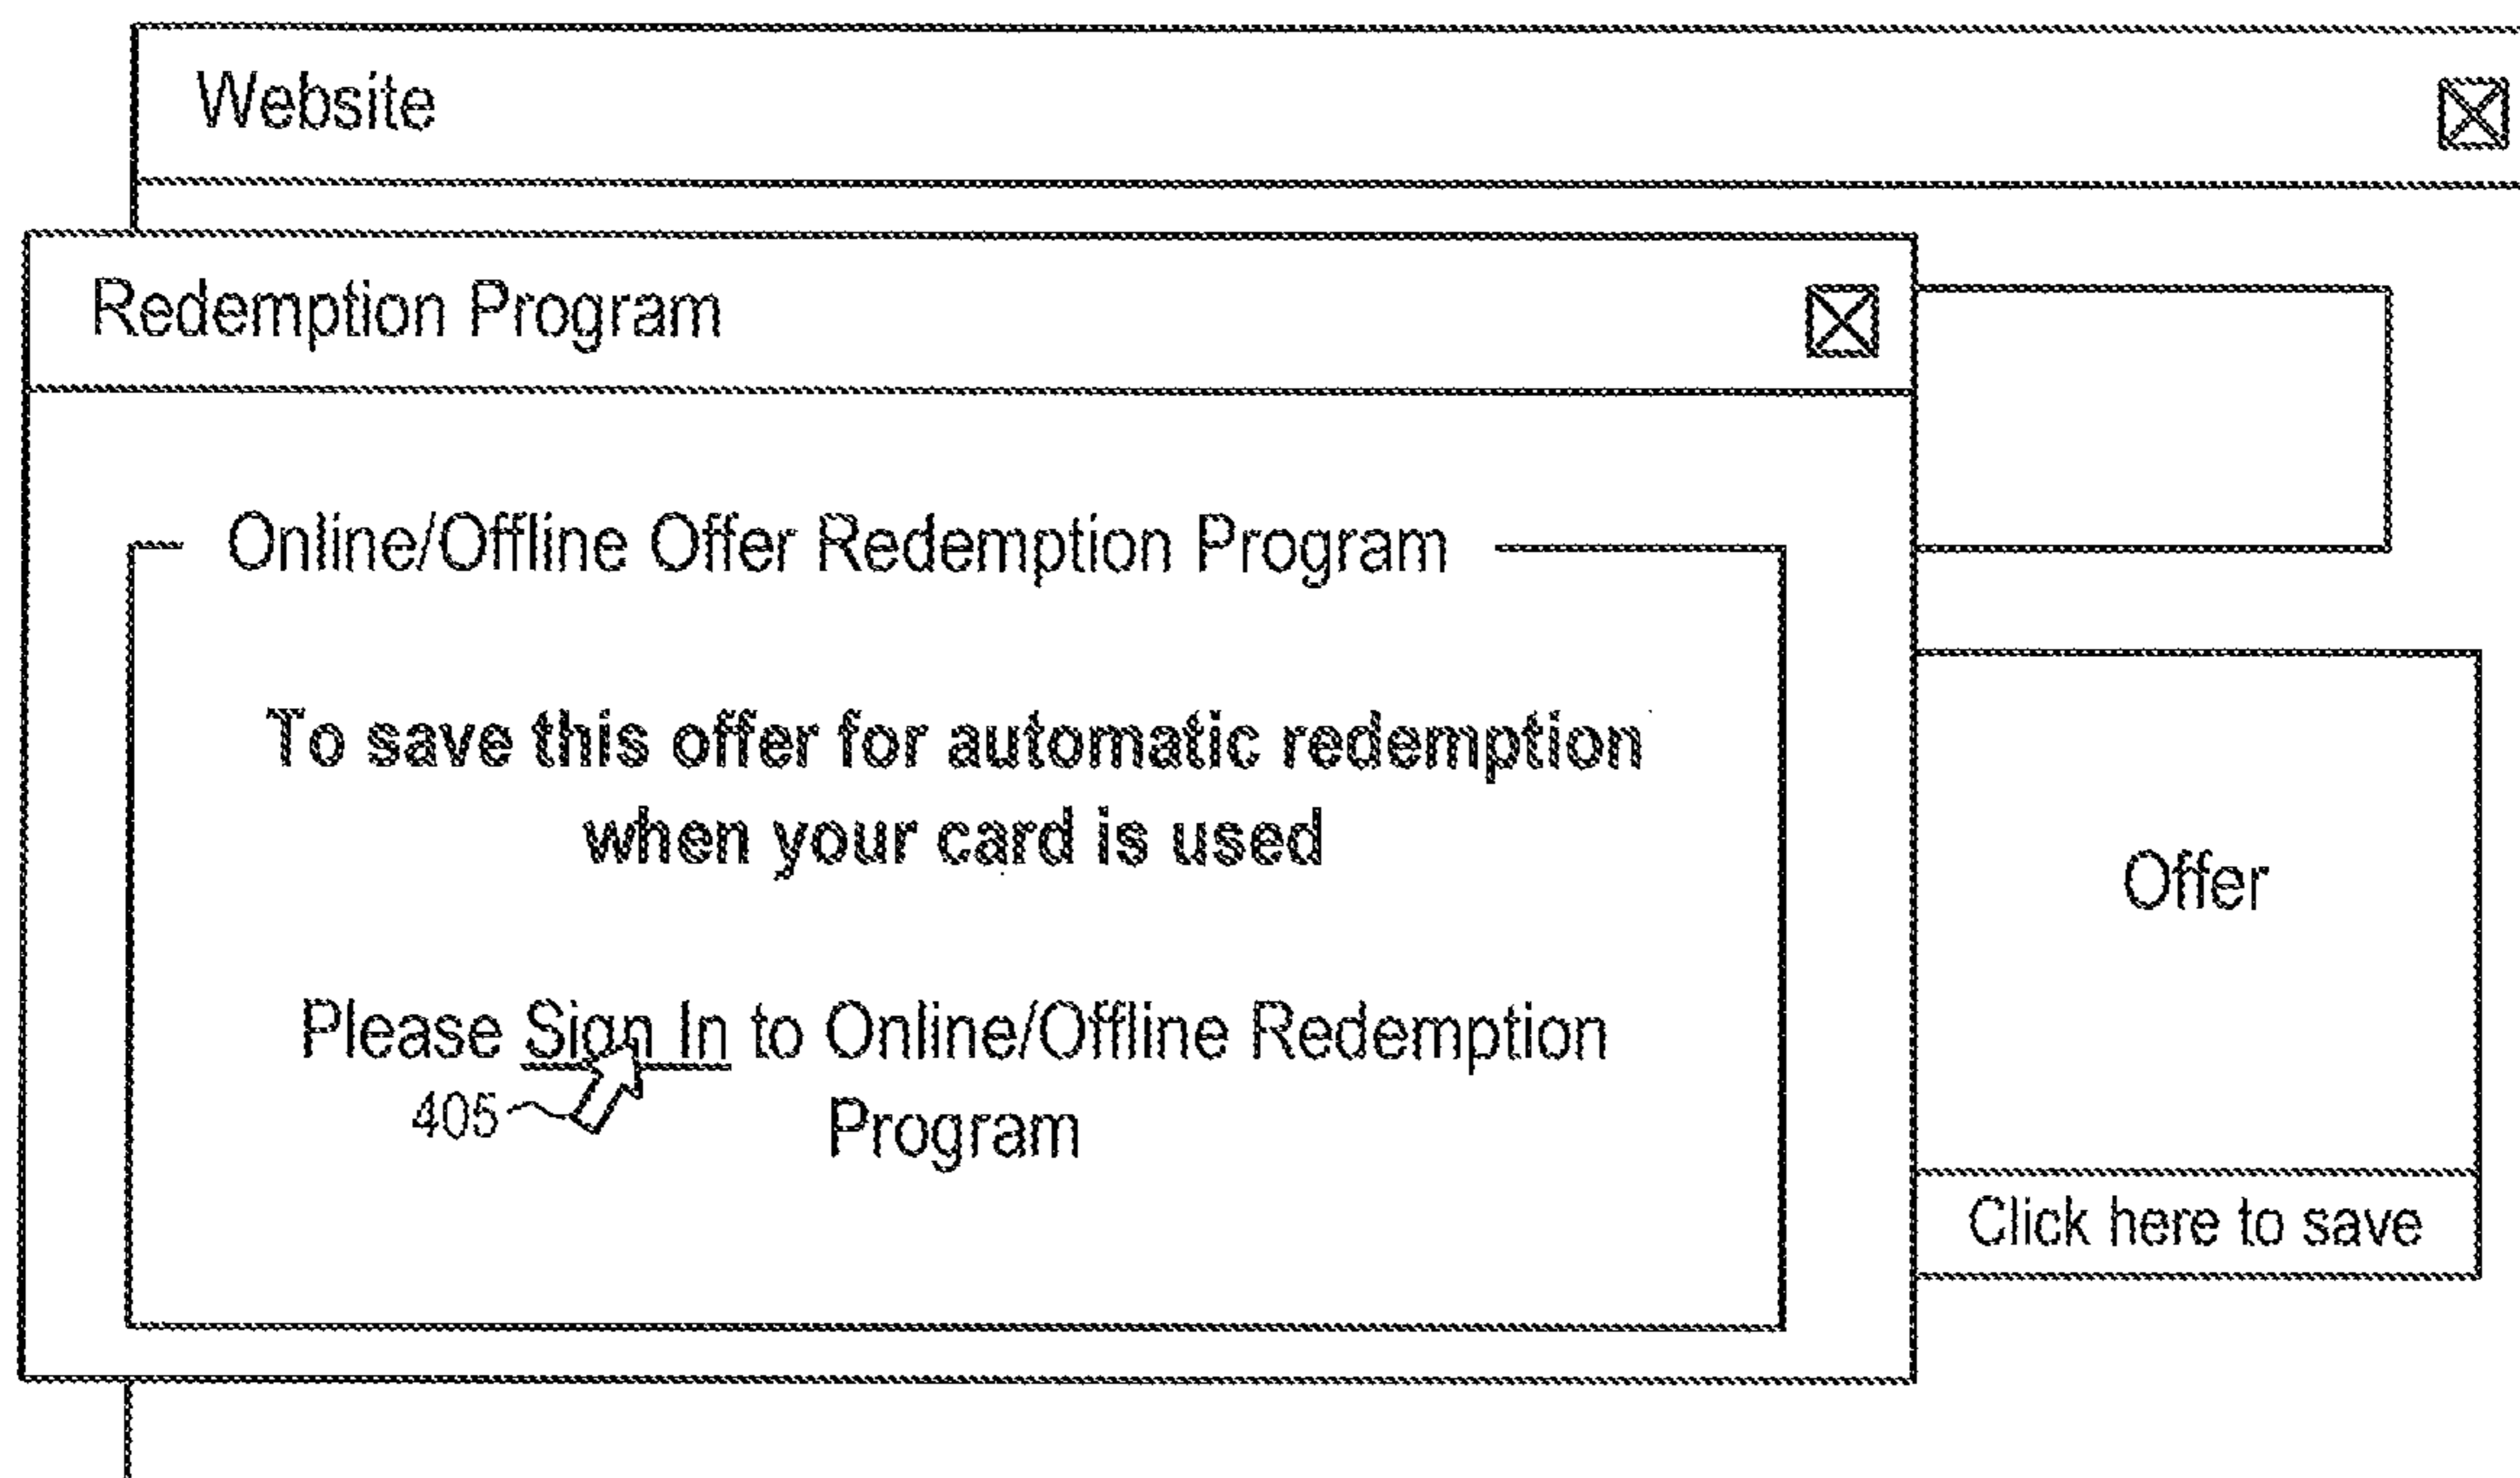 Website
Redemption Program
Online/Offline Offer Redemption Program
To save this offer for automatic redemption
when your card is used
Please Sign In to Online/Offline Redemption
405
Program
Offer
Click here to save